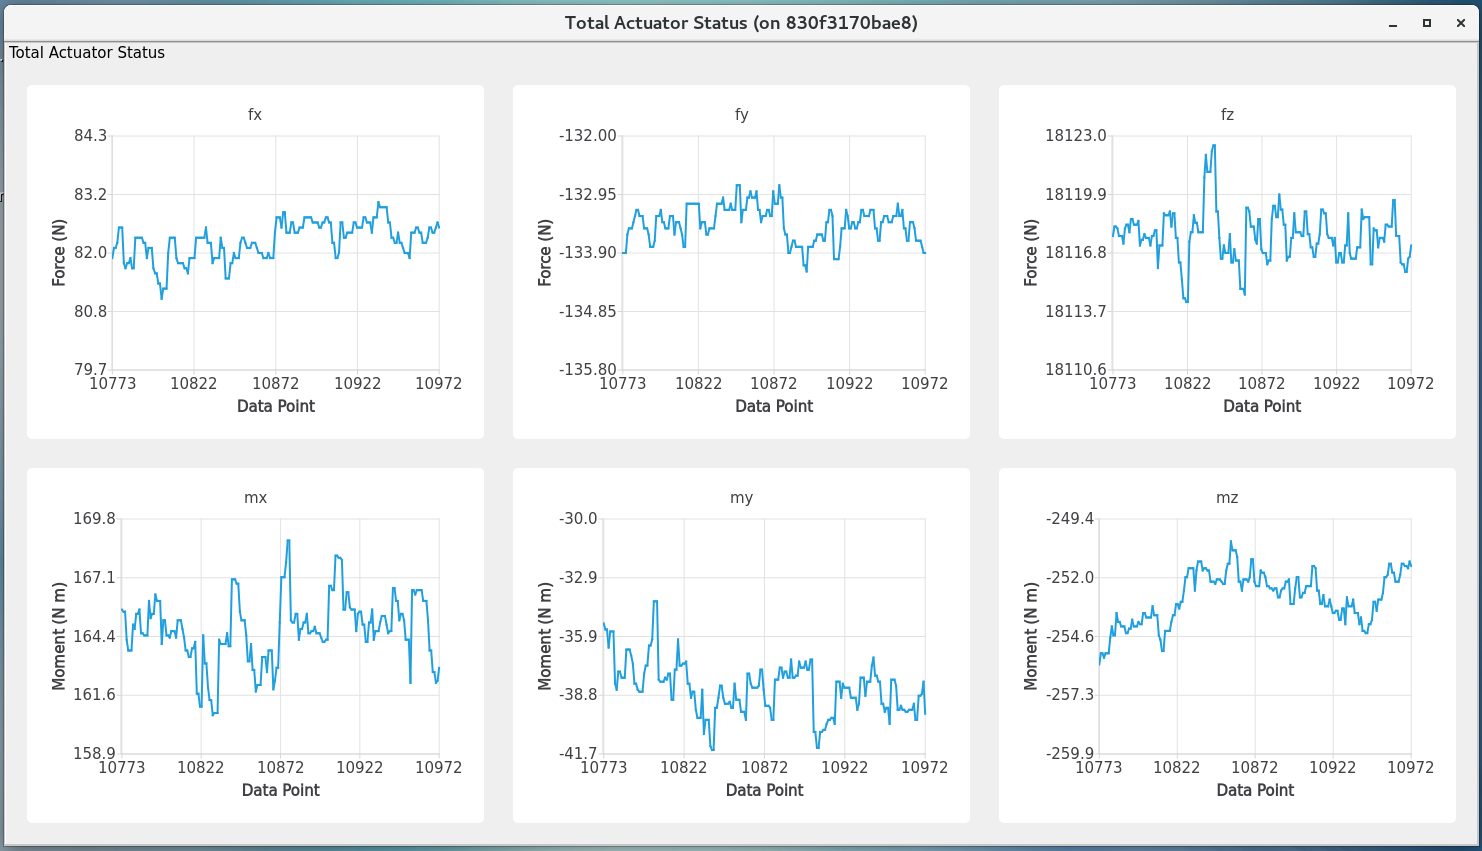 Total Actuator Status (on 830f3170bae8)
Total Actuator Status
fx
84.3
83.2
82.0
80.8
79.7
Force (N)
10773 10822 10872 10922 10972
Data Point
fy
-132.00
-132.95
-133.90
-134.85
-135.80
Force (N)
10773 10822 10872 10922 10972
Data Point
fz
18123.0
18119.9
18116.8
18113.7
18110.6
Force (N)
10773 10822 10872 10922 10972
Data Point
mx
169.8
167.1
164.4
161.6
158.9
Moment (N m)
10773 10822 10872 10922 10972
Data Point
my
-30.0
-32.9
-35.9
-38.8
-41.7
Moment (N m)
10773 10822 10872 10922 10972
Data Point
mz
-249.4
-252.0
-254.6
-257.3
-259.9
Moment (N m)
10773 10822 10872 10922 10972
Data Point